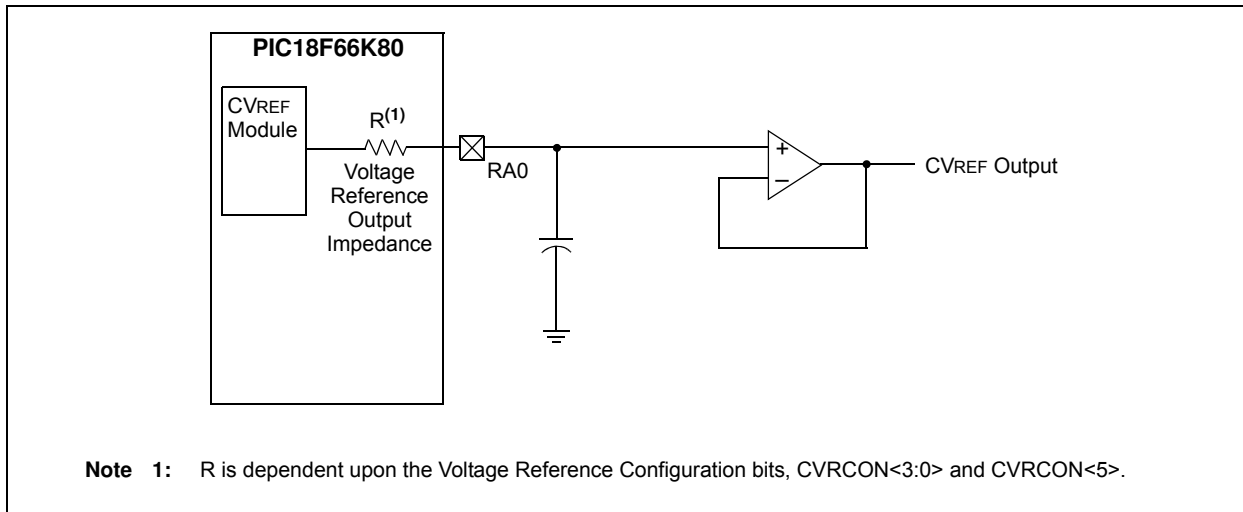 PIC18F66K80
CVREF
Module
R(1)
Voltage
Reference
Output
Impedance
RA0
+
–
CVREF Output
Note 1: R is dependent upon the Voltage Reference Configuration bits, CVRCON<3:0> and CVRCON<5>.